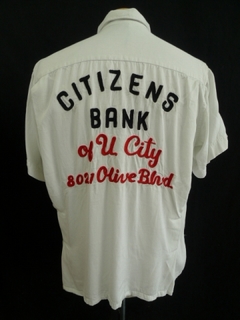 CITIZENS
BANK
of U. City
8021 Olive Blvd.